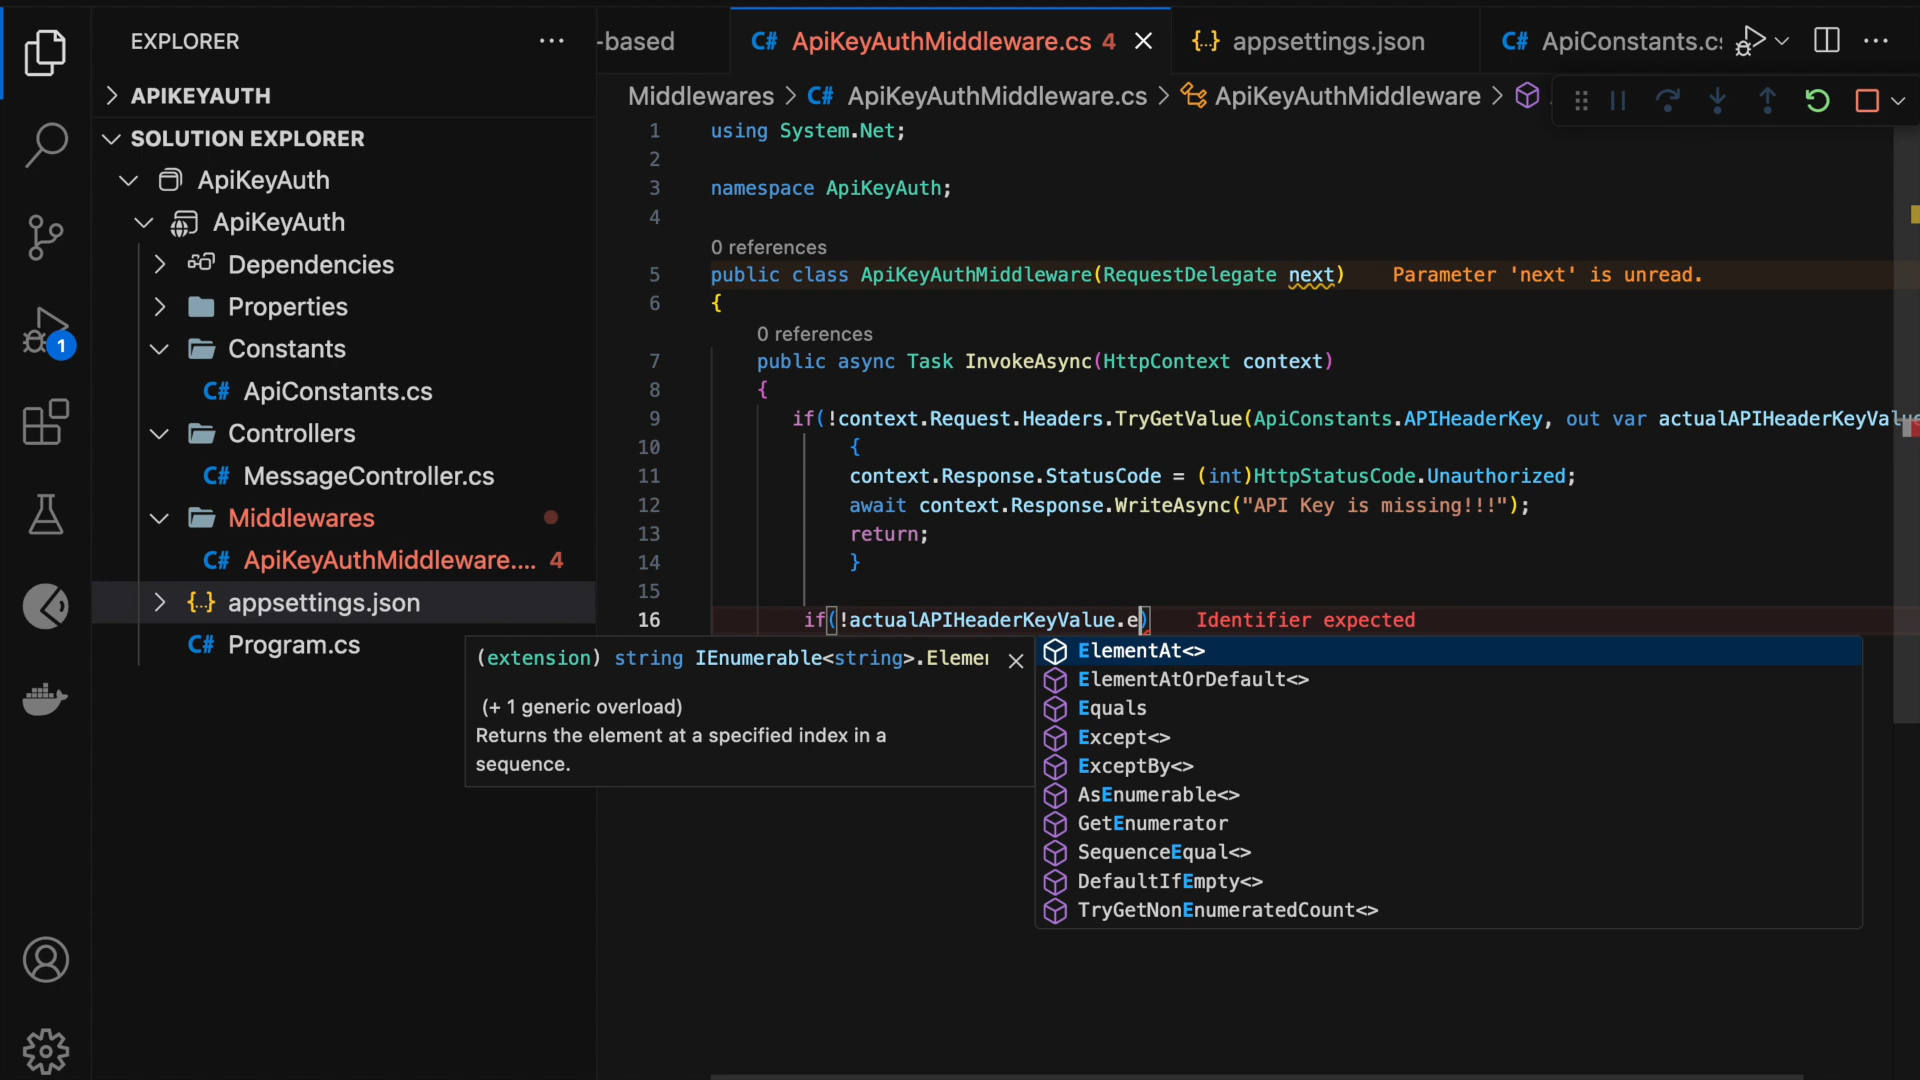 EXPLORER
APIKEYAUTH
SOLUTION EXPLORER
ApiKeyAuth
ApiKeyAuth
Dependencies
Properties
Constants
C# ApiConstants.cs
Controllers
C# MessageController.cs
Middlewares
C# ApiKeyAuthMiddleware.... 4
{..} appsettings.json
C# Program.cs
1
-based
C# ApiKeyAuthMiddleware.cs 4
{..} appsettings.json
C# ApiConstants.cs
Middlewares > C# ApiKeyAuthMiddleware.cs > ApiKeyAuthMiddleware >
1 using System.Net;
2
3 namespace ApiKeyAuth;
4
0 references
5 public class ApiKeyAuthMiddleware(RequestDelegate next) Parameter 'next' is unread.
6 {
0 references
7 public async Task InvokeAsync(HttpContext context)
8 {
9 if(!context.Request.Headers.TryGetValue(ApiConstants.APIHeaderKey, out var actualAPIHeaderKeyValue
10 {
11 context.Response.StatusCode = (int)HttpStatusCode.Unauthorized;
12 await context.Response.WriteAsync("API Key is missing!!!");
13 return;
14 }
15
16 if(!actualAPIHeaderKeyValue.e) Identifier expected
(extension) string IEnumerable<string>.Elemen
(+ 1 generic overload)
Returns the element at a specified index in a
sequence.
ElementAt<>
ElementAtOrDefault<>
Equals
Except<>
ExceptBy<>
AsEnumerable<>
GetEnumerator
SequenceEqual<>
DefaultIfEmpty<>
TryGetNonEnumeratedCount<>